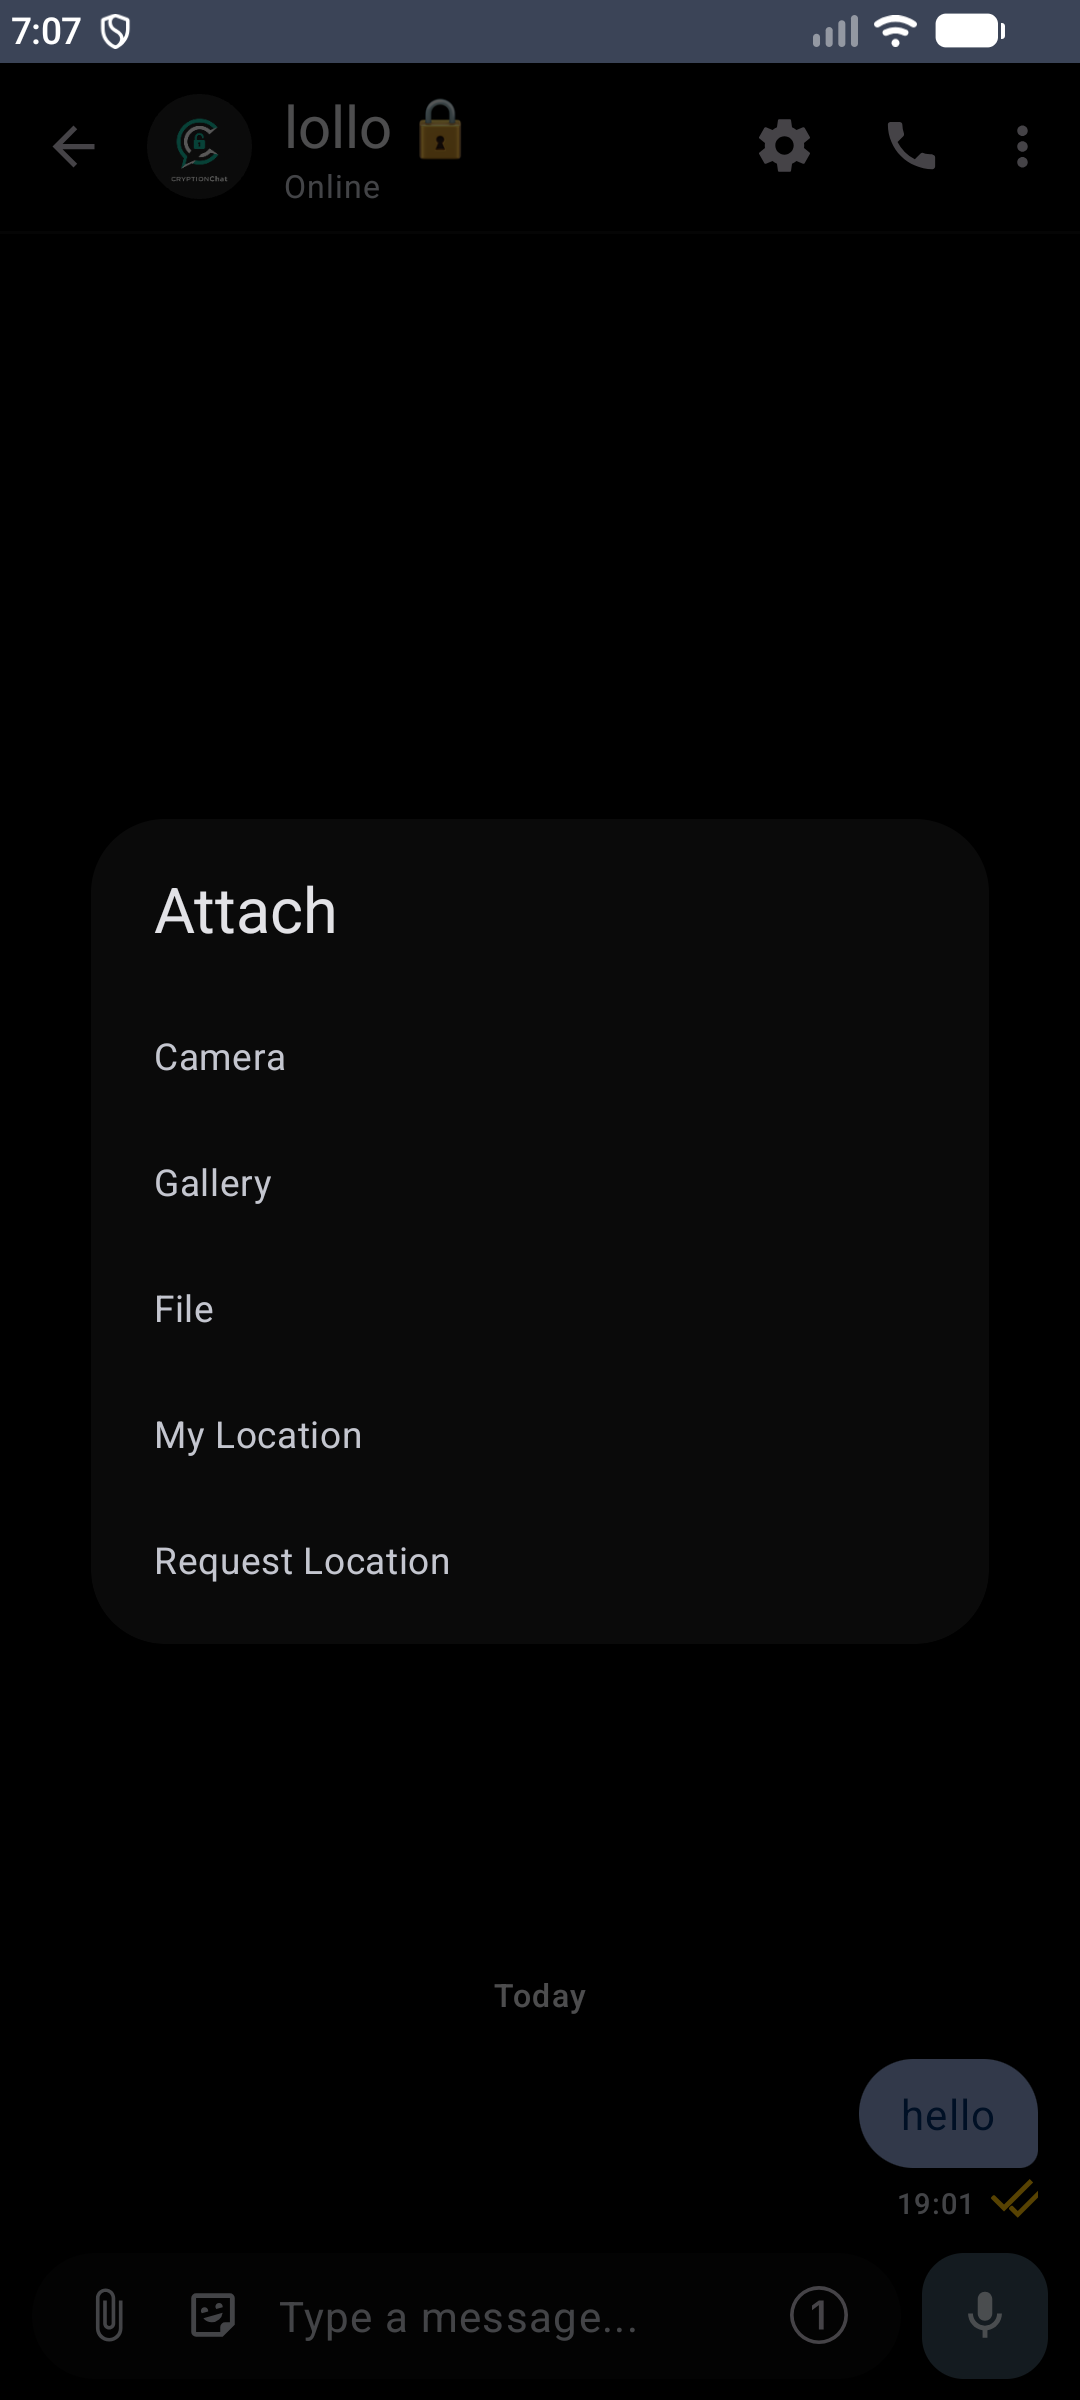 7:07
lollo 🔒
Online
CRYPTIONChat
Attach
Camera
Gallery
File
My Location
Request Location
Today
hello
19:01
Type a message...
1